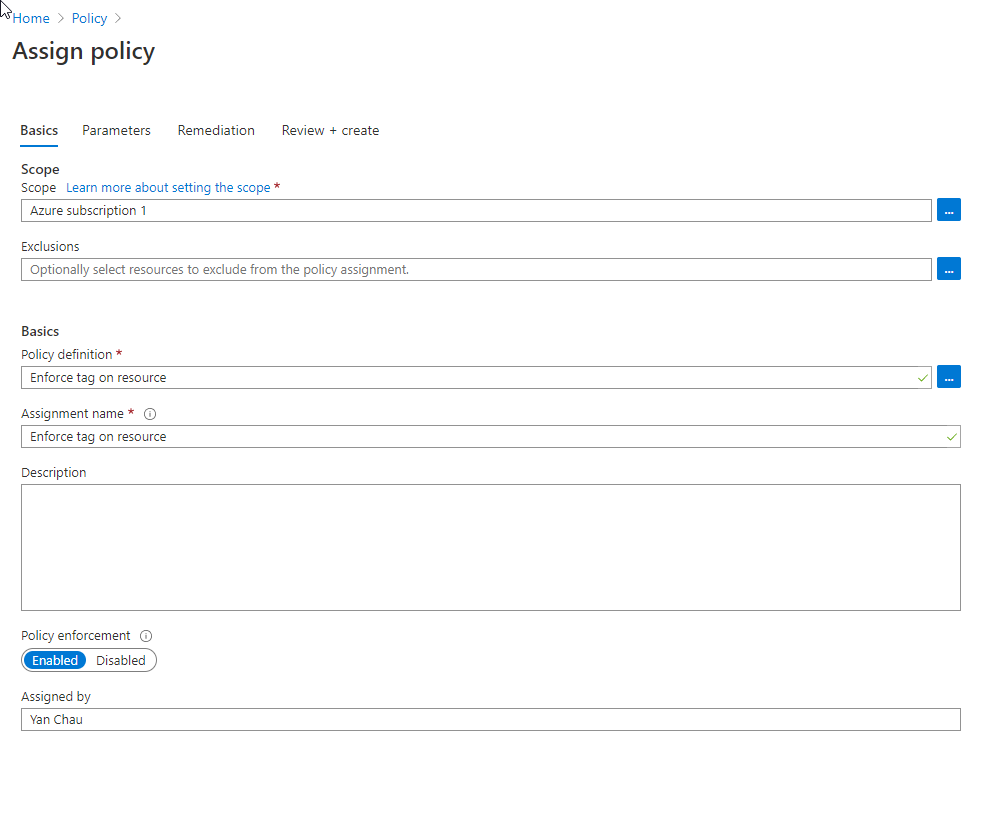 Home > Policy >
Assign policy
Basics Parameters Remediation Review + create
Scope
Scope Learn more about setting the scope *
Azure subscription 1
...
Exclusions
Optionally select resources to exclude from the policy assignment.
...
Basics
Policy definition *
Enforce tag on resource
...
Assignment name *
Enforce tag on resource
Description
Policy enforcement
Enabled Disabled
Assigned by
Yan Chau